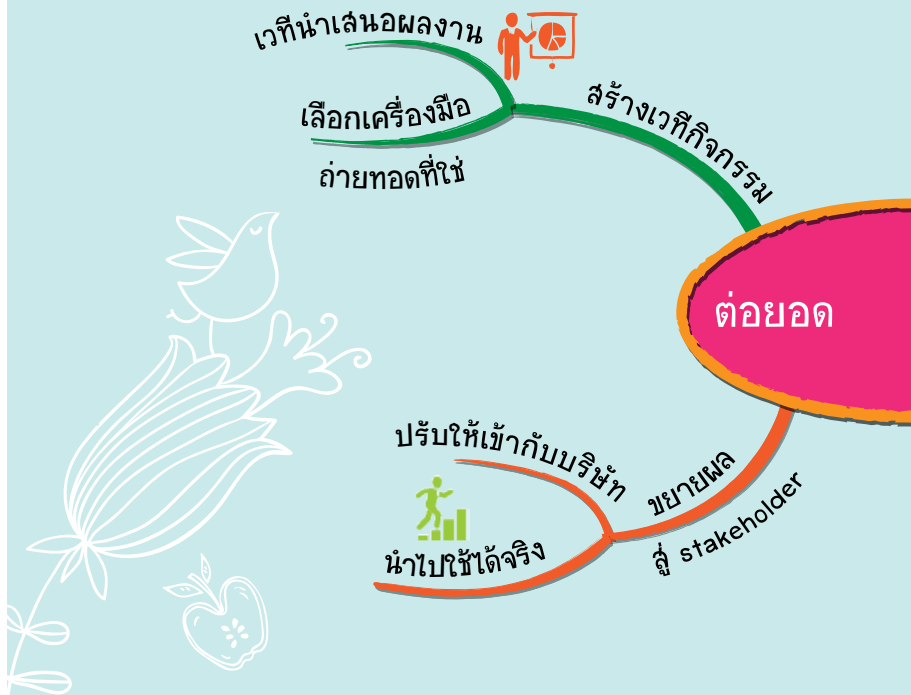 เวทีนำเสนอผลงาน
เลือกเครื่องมือ
ถ่ายทอดที่ใช่
สร้างเวทีกิจกรรม
ต่อยอด
ปรับให้เข้ากับบริษัท
นำไปใช้ได้จริง
ขยายผล
สู่ stakeholder